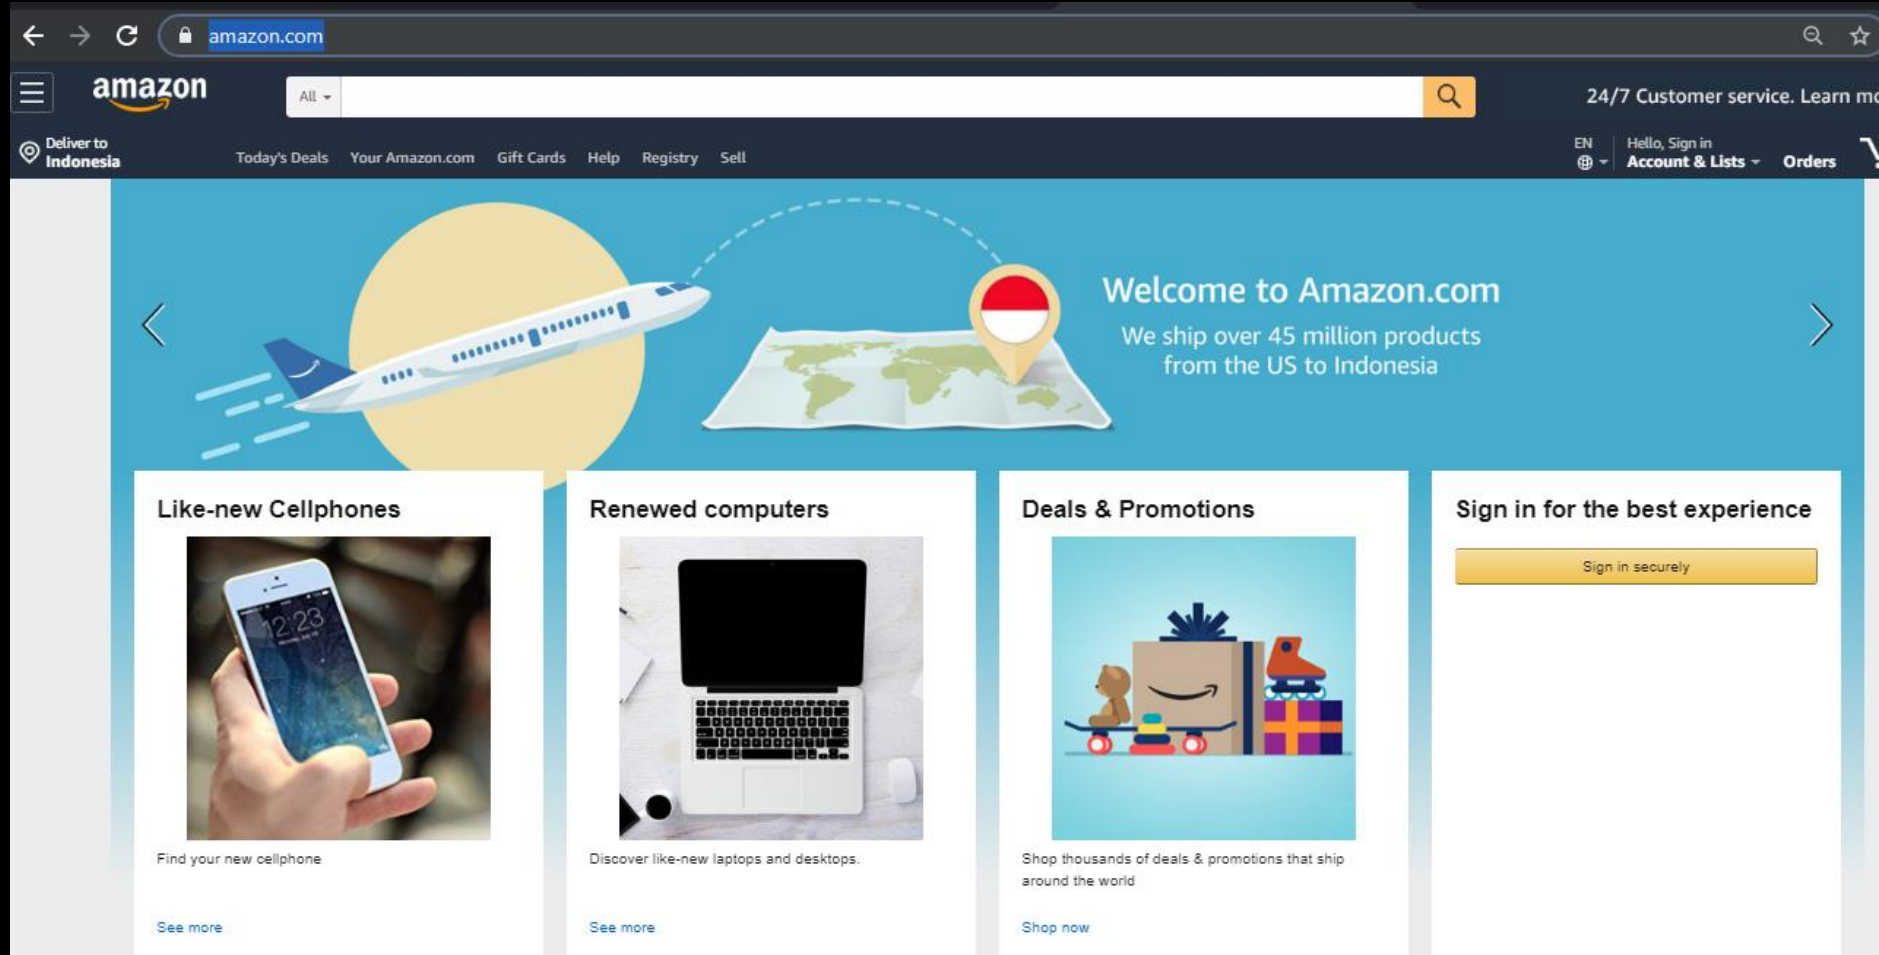 amazon.com
amazon
All
24/7 Customer service. Learn
Deliver to
Indonesia
Today's Deals Your Amazon.com Gift Cards Help Registry Sell
EN
Hello, Sign in
Account & Lists
Orders
Welcome to Amazon.com
We ship over 45 million products
from the US to Indonesia
Like-new Cellphones
12:23
Find your new cellphone
See more
Renewed computers
Discover like-new laptops and desktops.
See more
Deals & Promotions
Shop thousands of deals & promotions that ship
around the world
Shop now
Sign in for the best experience
Sign in securely